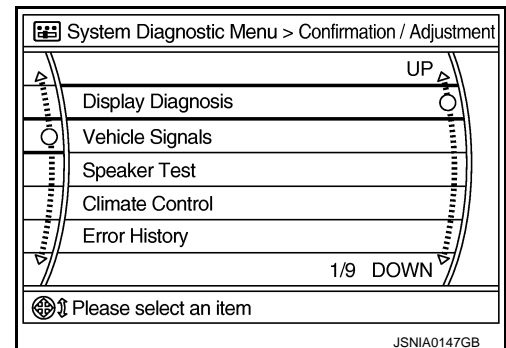 System Diagnostic Menu > Confirmation / Adjustment
UP
Display Diagnosis
Vehicle Signals
Speaker Test
Climate Control
Error History
1/9 DOWN
Please select an item
JSNIA0147GB